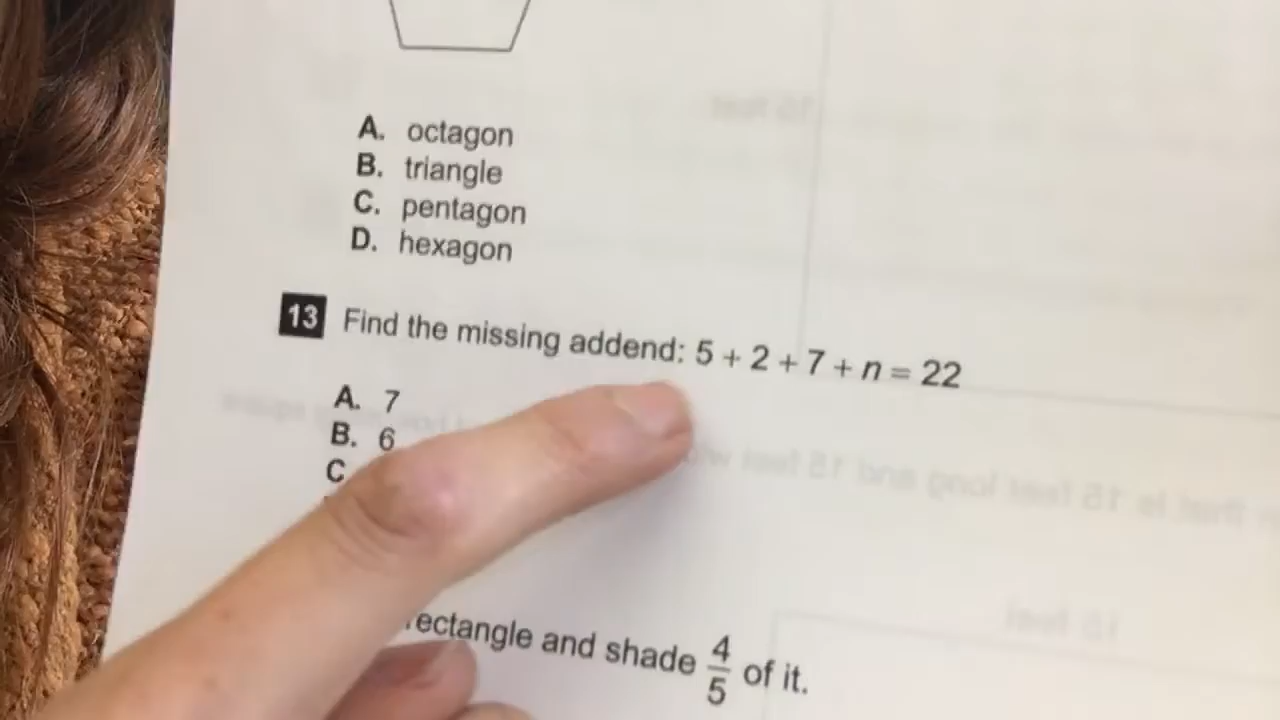 A. octagon
B. triangle
C. pentagon
D. hexagon
13 Find the missing addend: 5 + 2 + 7 + n = 22
A. 7
B. 6
C
and shade 4/5 of it.